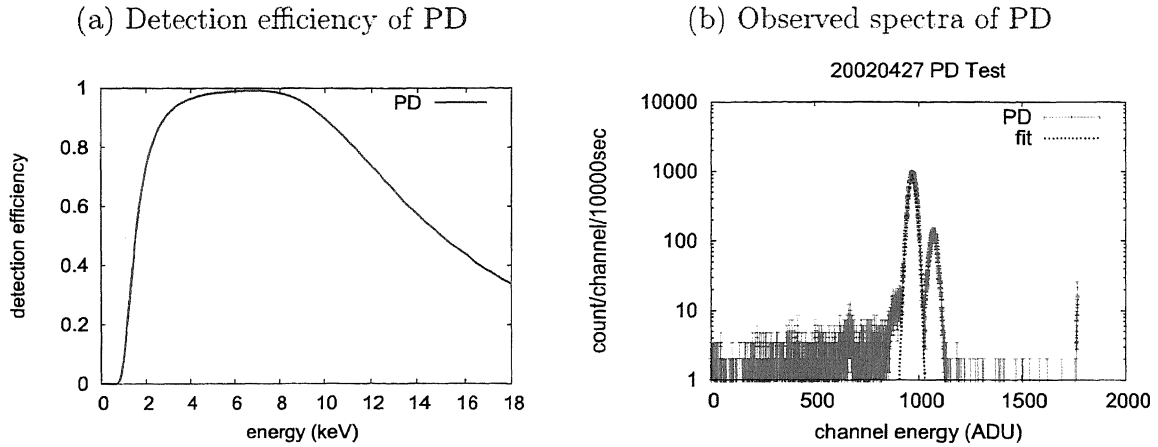 (a) Detection efficiency of PD
1
0.8
0.6
0.4
0.2
0
detection efficiency
PD
0 2 4 6 8 10 12 14 16 18
energy (keV)
(b) Observed spectra of PD
20020427 PD Test
10000
1000
100
10
1
count/channel/10000sec
PD
fit
0 500 1000 1500 2000
channel energy (ADU)